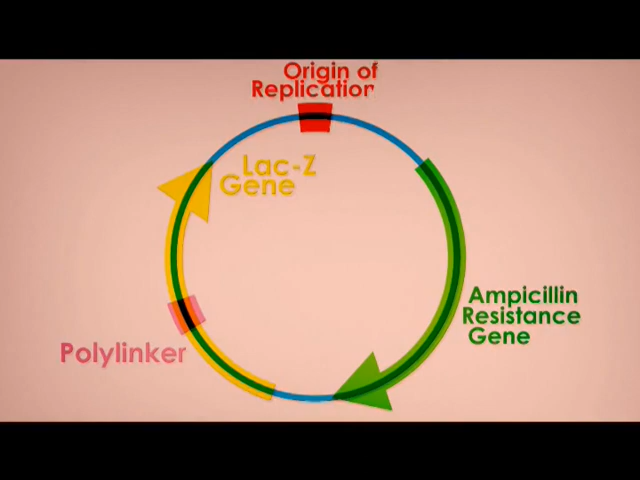 Origin of
Replication
Lac-Z
Gene
Ampicillin
Resistance
Gene
Polylinker